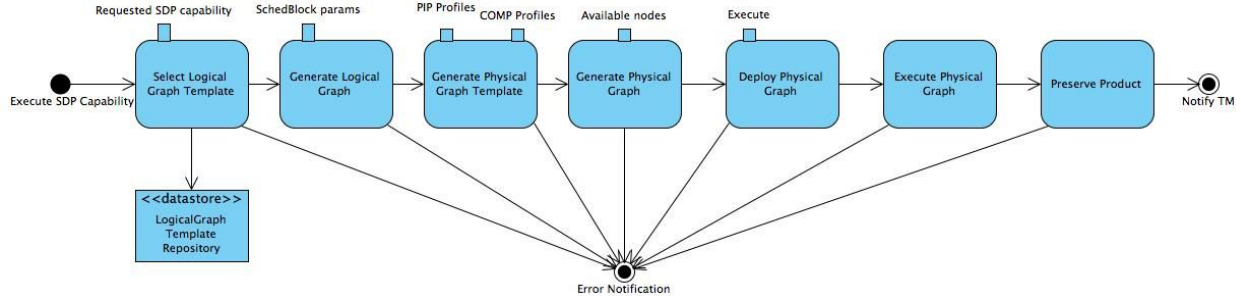 Requested SDP capability
SchedBlock params
PIP Profiles
COMP Profiles
Available nodes
Execute
Execute SDP Capability
Select Logical
Graph Template
Generate Logical
Graph
Generate Physical
Graph Template
Generate Physical
Graph
Deploy Physical
Graph
Execute Physical
Graph
Preserve Product
Notify TM
<<datastore>>
LogicalGraph
Template
Repository
Error Notification